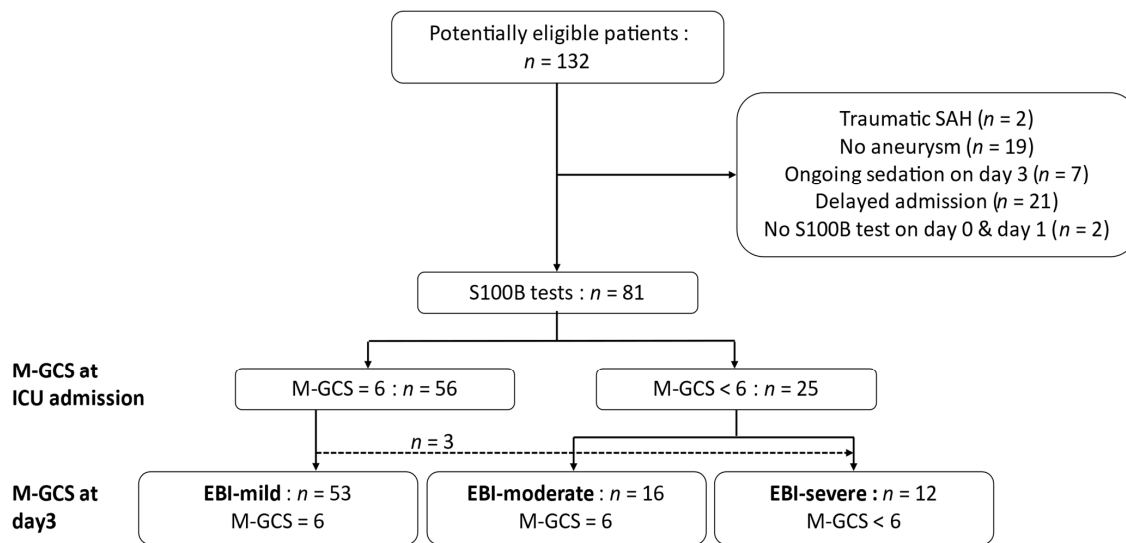 Potentially eligible patients :
n = 132
Traumatic SAH (n = 2)
No aneurysm (n = 19)
Ongoing sedation on day 3 (n = 7)
Delayed admission (n = 21)
No S100B test on day 0 & day 1 (n = 2)
S100B tests : n = 81
M-GCS at
ICU admission
M-GCS = 6 : n = 56
M-GCS < 6 : n = 25
n = 3
M-GCS at
day3
EBI-mild : n = 53
M-GCS = 6
EBI-moderate : n = 16
M-GCS = 6
EBI-severe : n = 12
M-GCS < 6